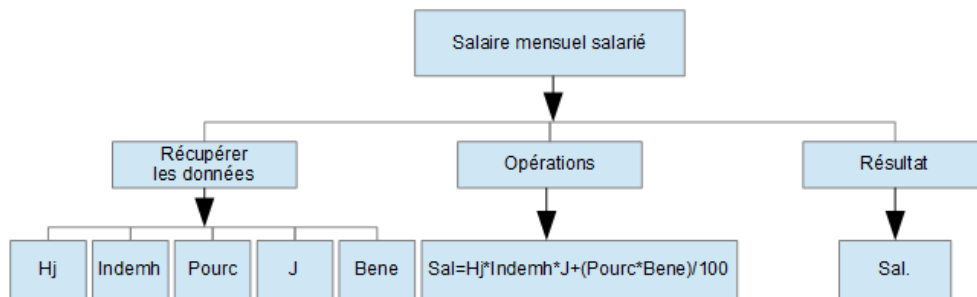 Salaire mensuel salarié
Récupérer
les données
Opérations
Résultat
Hj
Indemh
Pourc
J
Bene
Sal=Hj*Indemh*J+(Pourc*Bene)/100
Sal.